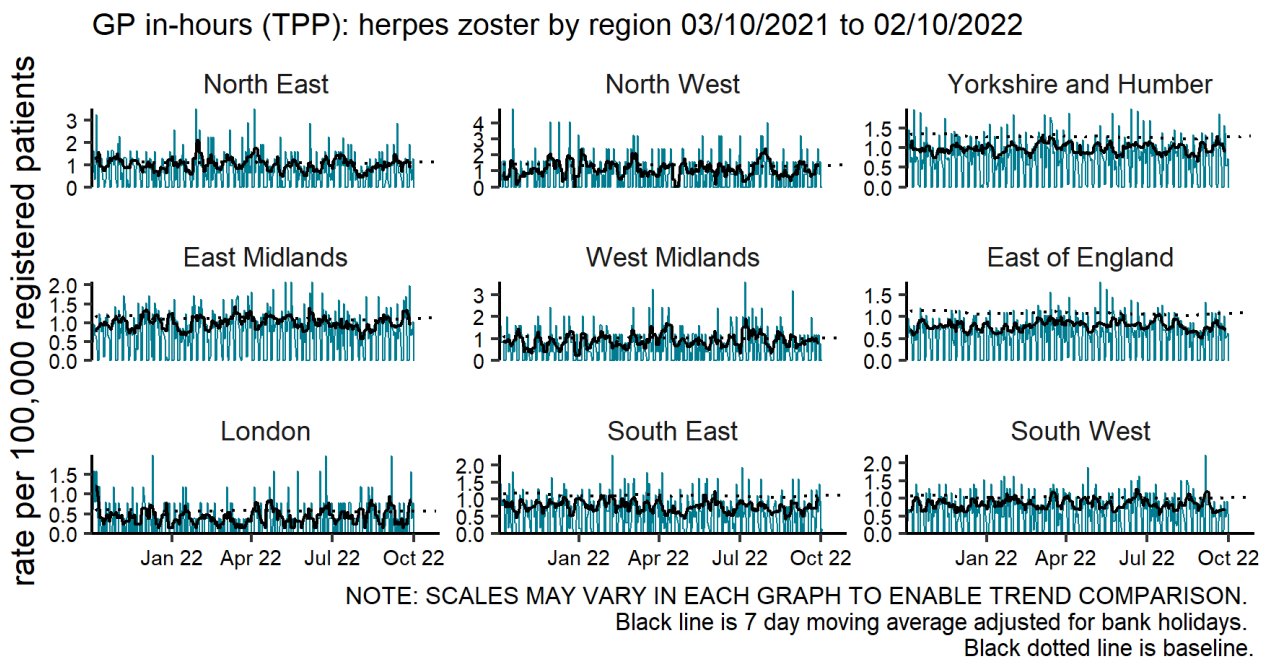 GP in-hours (TPP): herpes zoster by region 03/10/2021 to 02/10/2022
rate per 100,000 registered patients
North East
3
2
1
0
North West
4
3
2
1
0
Yorkshire and Humber
1.5
1.0
0.5
0.0
East Midlands
2.0
1.5
1.0
0.5
0.0
West Midlands
3
2
1
0
East of England
1.5
1.0
0.5
0.0
London
1.5
1.0
0.5
0.0
South East
2.0
1.5
1.0
0.5
0.0
South West
2.0
1.5
1.0
0.5
0.0
Jan 22 Apr 22 Jul 22 Oct 22
Jan 22 Apr 22 Jul 22 Oct 22
Jan 22 Apr 22 Jul 22 Oct 22
NOTE: SCALES MAY VARY IN EACH GRAPH TO ENABLE TREND COMPARISON.
Black line is 7 day moving average adjusted for bank holidays.
Black dotted line is baseline.